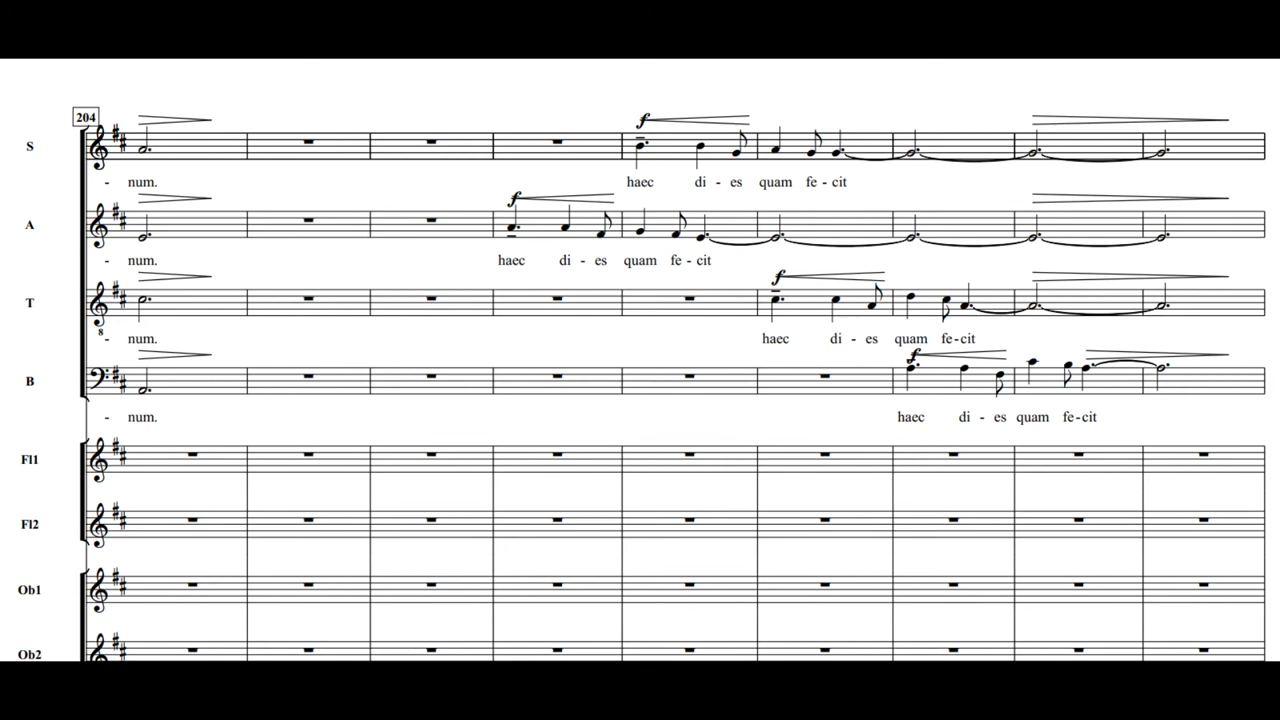 204
S
f
- num. haec di - es quam fe - cit
A
f
- num. haec di - es quam fe - cit
T
f
8
- num. haec di - es quam fe - cit
B
f
- num. haec di - es quam fe - cit
Fl1
Fl2
Ob1
Ob2